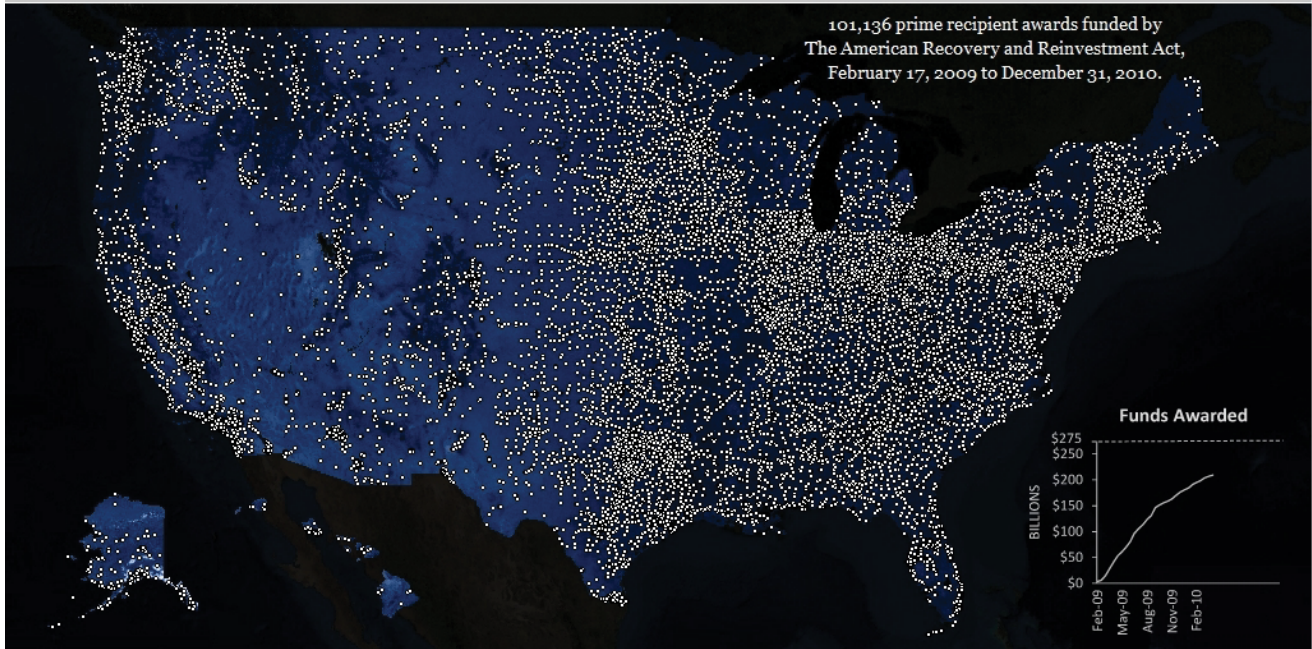 101,136 prime recipient awards funded by
The American Recovery and Reinvestment Act,
February 17, 2009 to December 31, 2010.
Funds Awarded
$275
$250
$200
$150
$100
$50
$0
BILLIONS
Feb-09
May-09
Aug-09
Nov-09
Feb-10